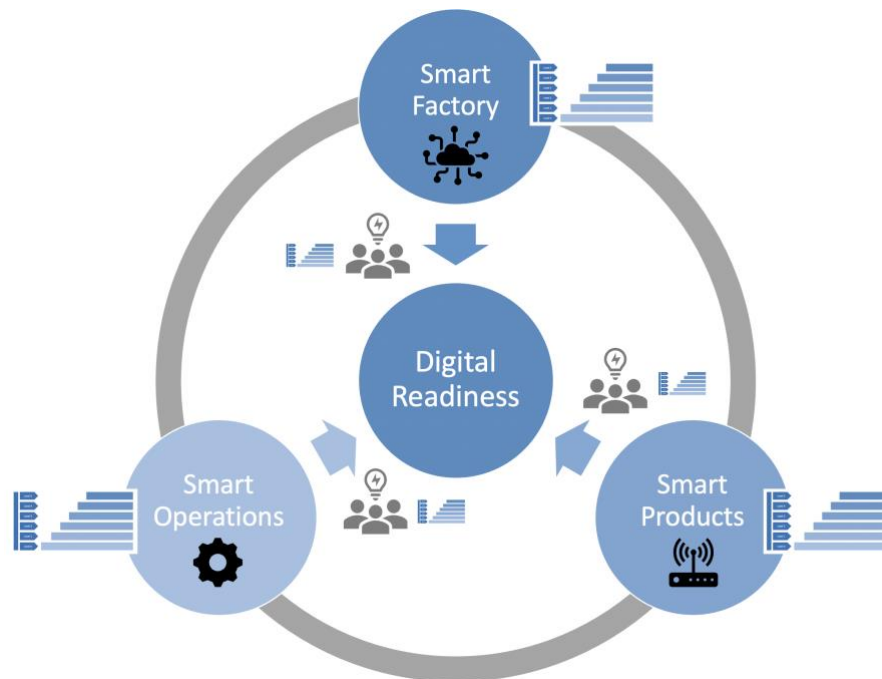 Smart
Factory
Digital
Readiness
Smart
Operations
Smart
Products